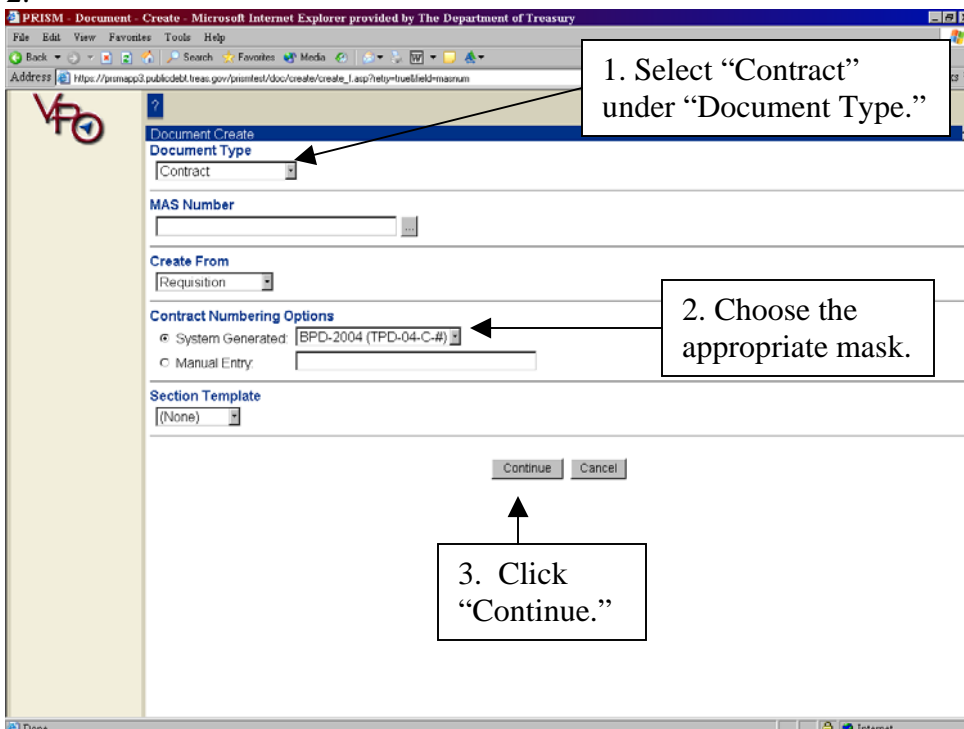 2.
PRISM - Document - Create - Microsoft Internet Explorer provided by The Department of Treasury
File Edit View Favorites Tools Help
Back Search Favorites Media
Address https://prismapp3.publicdebt.treas.gov/prismtest/doc/create/create_1.asp?retry=true&field=masnum
VPO
?
1. Select “Contract”
under “Document Type.”
Document Create
Document Type
Contract
MAS Number
...
Create From
Requisition
Contract Numbering Options
System Generated: BPD-2004 (TPD-04-C-#)
Manual Entry:
2. Choose the
appropriate mask.
Section Template
(None)
Continue Cancel
3. Click
“Continue.”
Done Internet